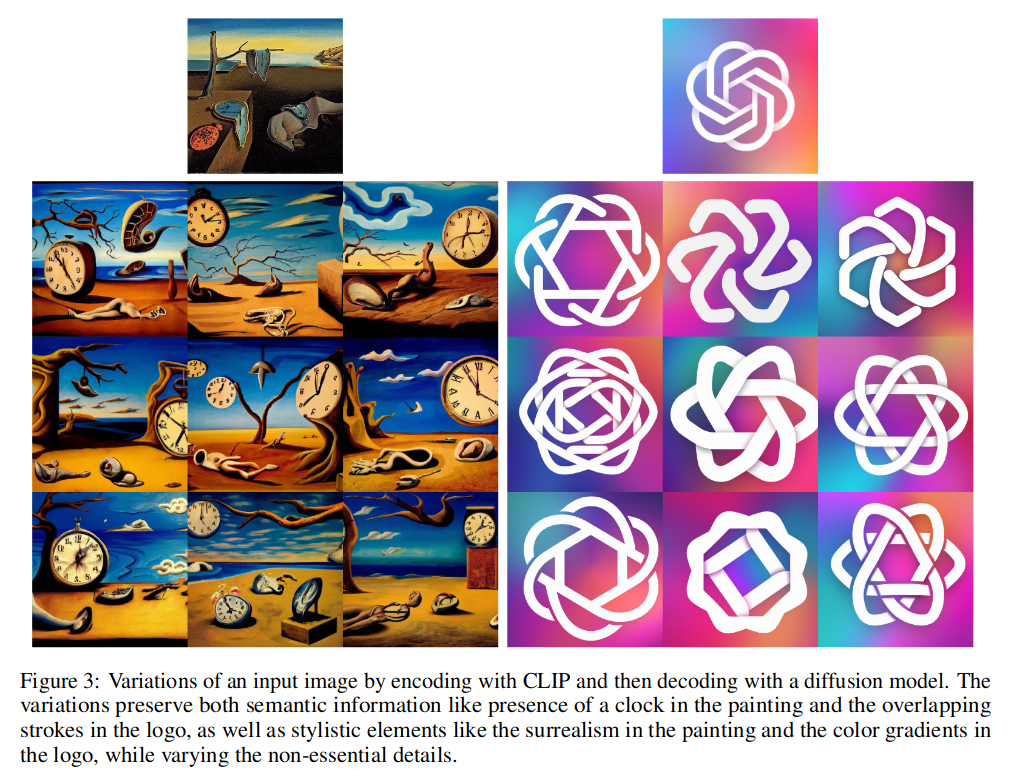 Figure 3: Variations of an input image by encoding with CLIP and then decoding with a diffusion model. The
variations preserve both semantic information like presence of a clock in the painting and the overlapping
strokes in the logo, as well as stylistic elements like the surrealism in the painting and the color gradients in
the logo, while varying the non-essential details.